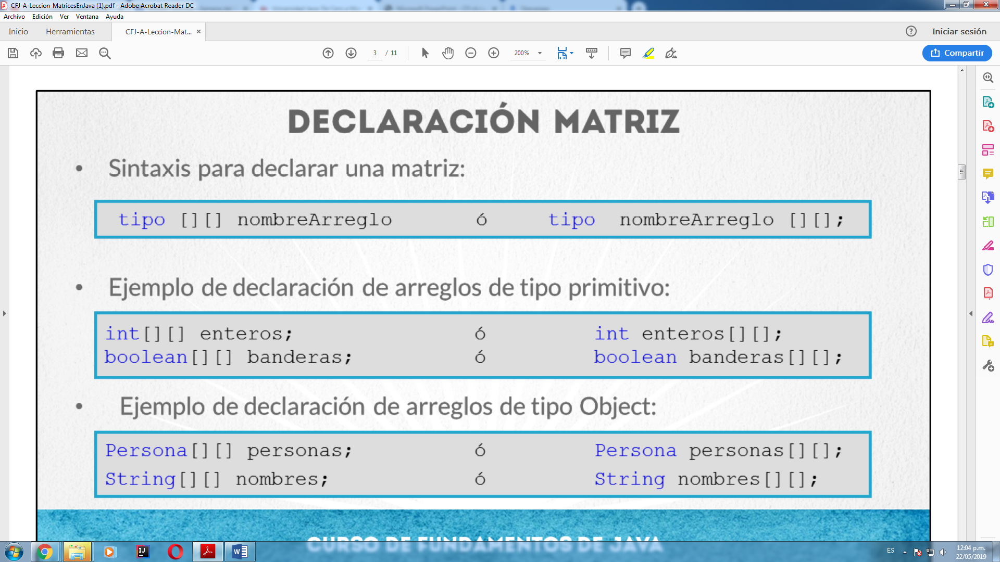 CFJ-A-Leccion-MatricesEnJava (1).pdf - Adobe Acrobat Reader DC
Archivo Edición Ver Ventana Ayuda
Inicio Herramientas CFJ-A-Leccion-Mat... × Iniciar sesión
3 / 11 200% Compartir
DECLARACIÓN MATRIZ
• Sintaxis para declarar una matriz:
tipo [][] nombreArreglo ó tipo nombreArreglo [][];
• Ejemplo de declaración de arreglos de tipo primitivo:
int[][] enteros; ó int enteros[][];
boolean[][] banderas; ó boolean banderas[][];
• Ejemplo de declaración de arreglos de tipo Object:
Persona[][] personas; ó Persona personas[][];
String[][] nombres; ó String nombres[][];
CURSO DE FUNDAMENTOS DE JAVA
ES 12:04 p.m.
22/05/2019